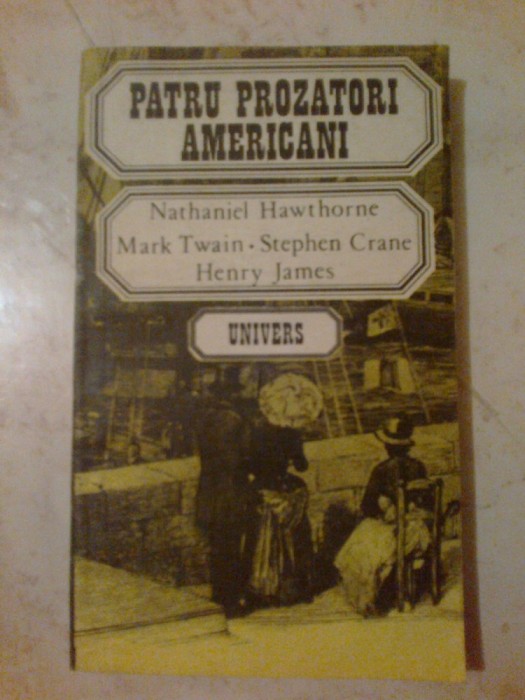 PATRU PROZATORI
AMERICANI
Nathaniel Hawthorne
Mark Twain • Stephen Crane
Henry James
UNIVERS